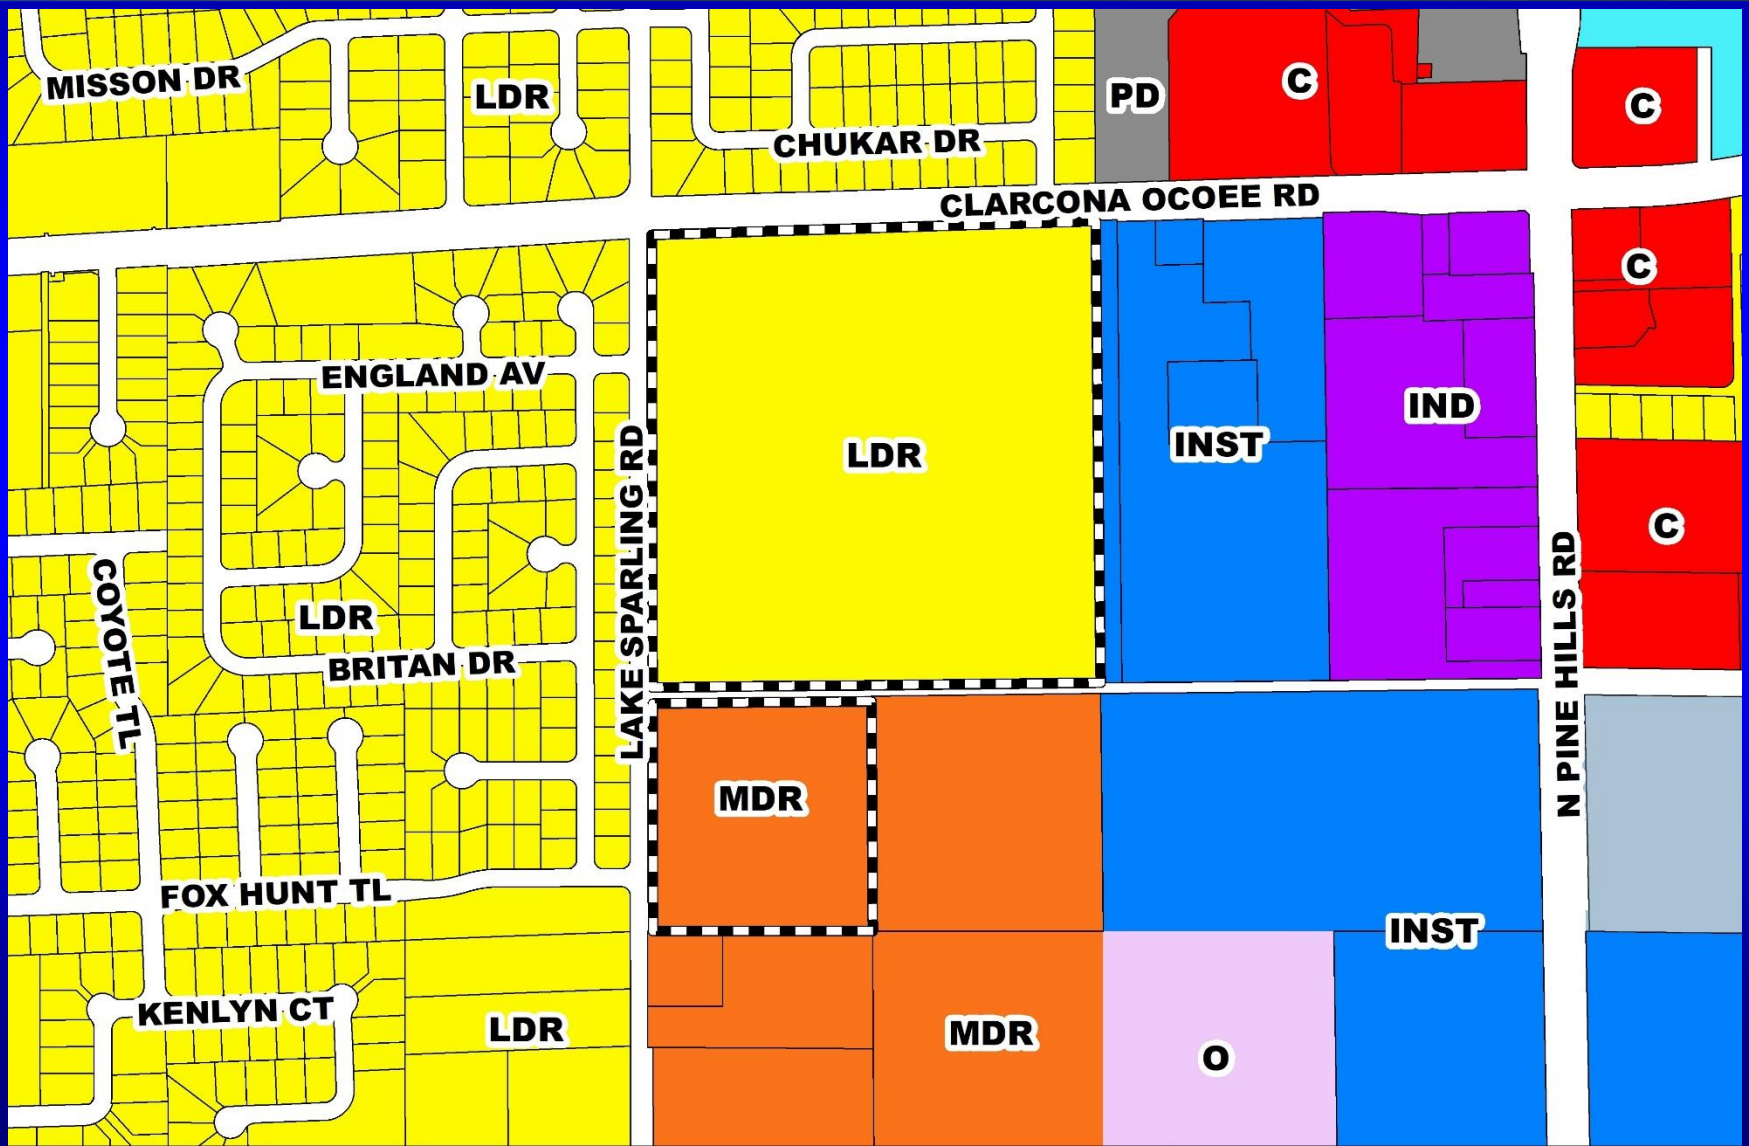 MISSON DR
LDR
PD
C
C
CHUKAR DR
CLARCONA OCOEE RD
C
ENGLAND AV
IND
LDR
INST
LAKE SPARLING RD
C
COYOTE TL
LDR
BRITAN DR
N PINE HILLS RD
MDR
FOX HUNT TL
INST
KENLYN CT
LDR
MDR
O